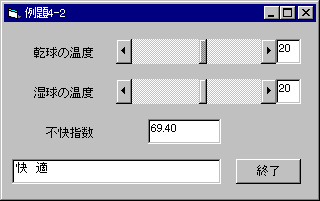 例題4-2
乾球の温度 20
湿球の温度 20
不快指数 69.40
快 適 終了